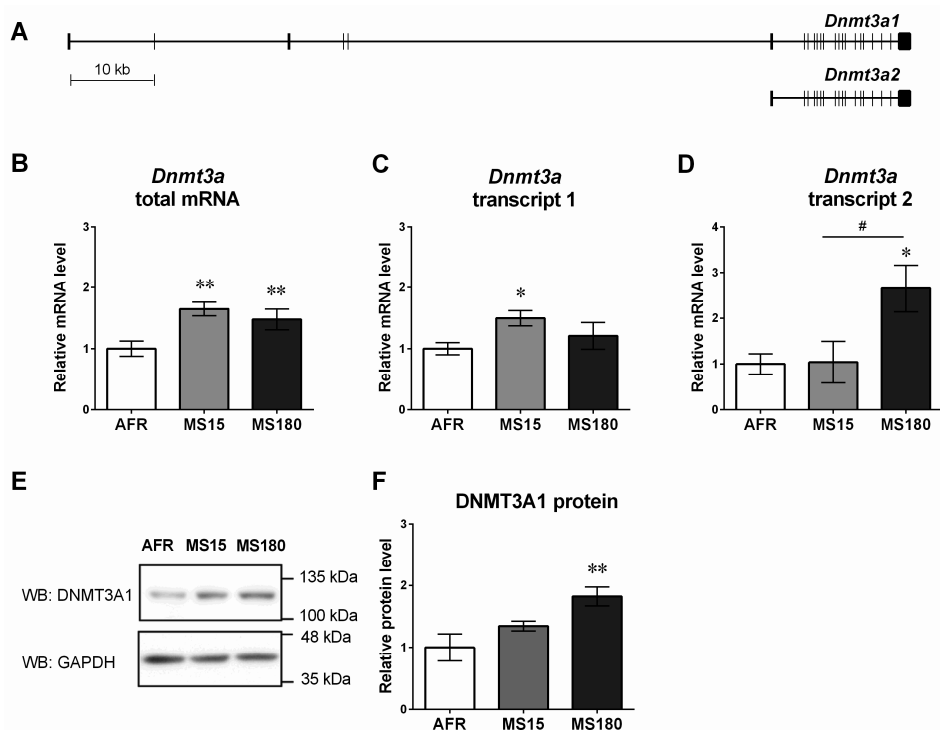 A
Dnmt3a1
10 kb
Dnmt3a2
B
Dnmt3a
total mRNA
Relative mRNA level
3
2
1
0
**
**
AFR MS15 MS180
C
Dnmt3a
transcript 1
Relative mRNA level
3
2
1
0
*
AFR MS15 MS180
D
Dnmt3a
transcript 2
Relative mRNA level
4
3
2
1
0
#
*
AFR MS15 MS180
E
AFR MS15 MS180
WB: DNMT3A1
135 kDa
100 kDa
WB: GAPDH
48 kDa
35 kDa
F
DNMT3A1 protein
Relative protein level
3
2
1
0
**
AFR MS15 MS180